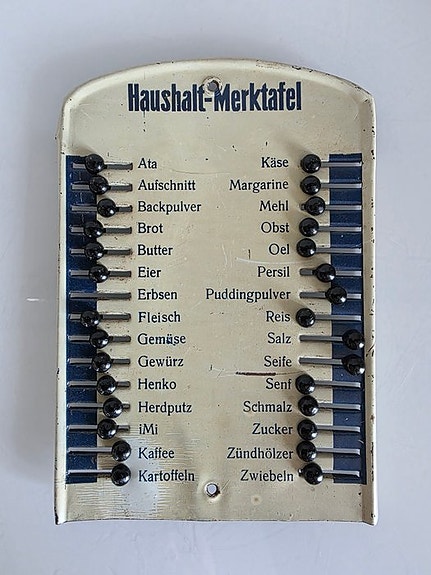 Haushalt-Merktafel
Ata Käse
Aufschnitt Margarine
Backpulver Mehl
Brot Obst
Butter Oel
Eier Persil
Erbsen Puddingpulver
Fleisch Reis
Gemüse Salz
Gewürz Seife
Henko Senf
Herdputz Schmalz
iMi Zucker
Kaffee Zündhölzer
Kartoffeln Zwiebeln